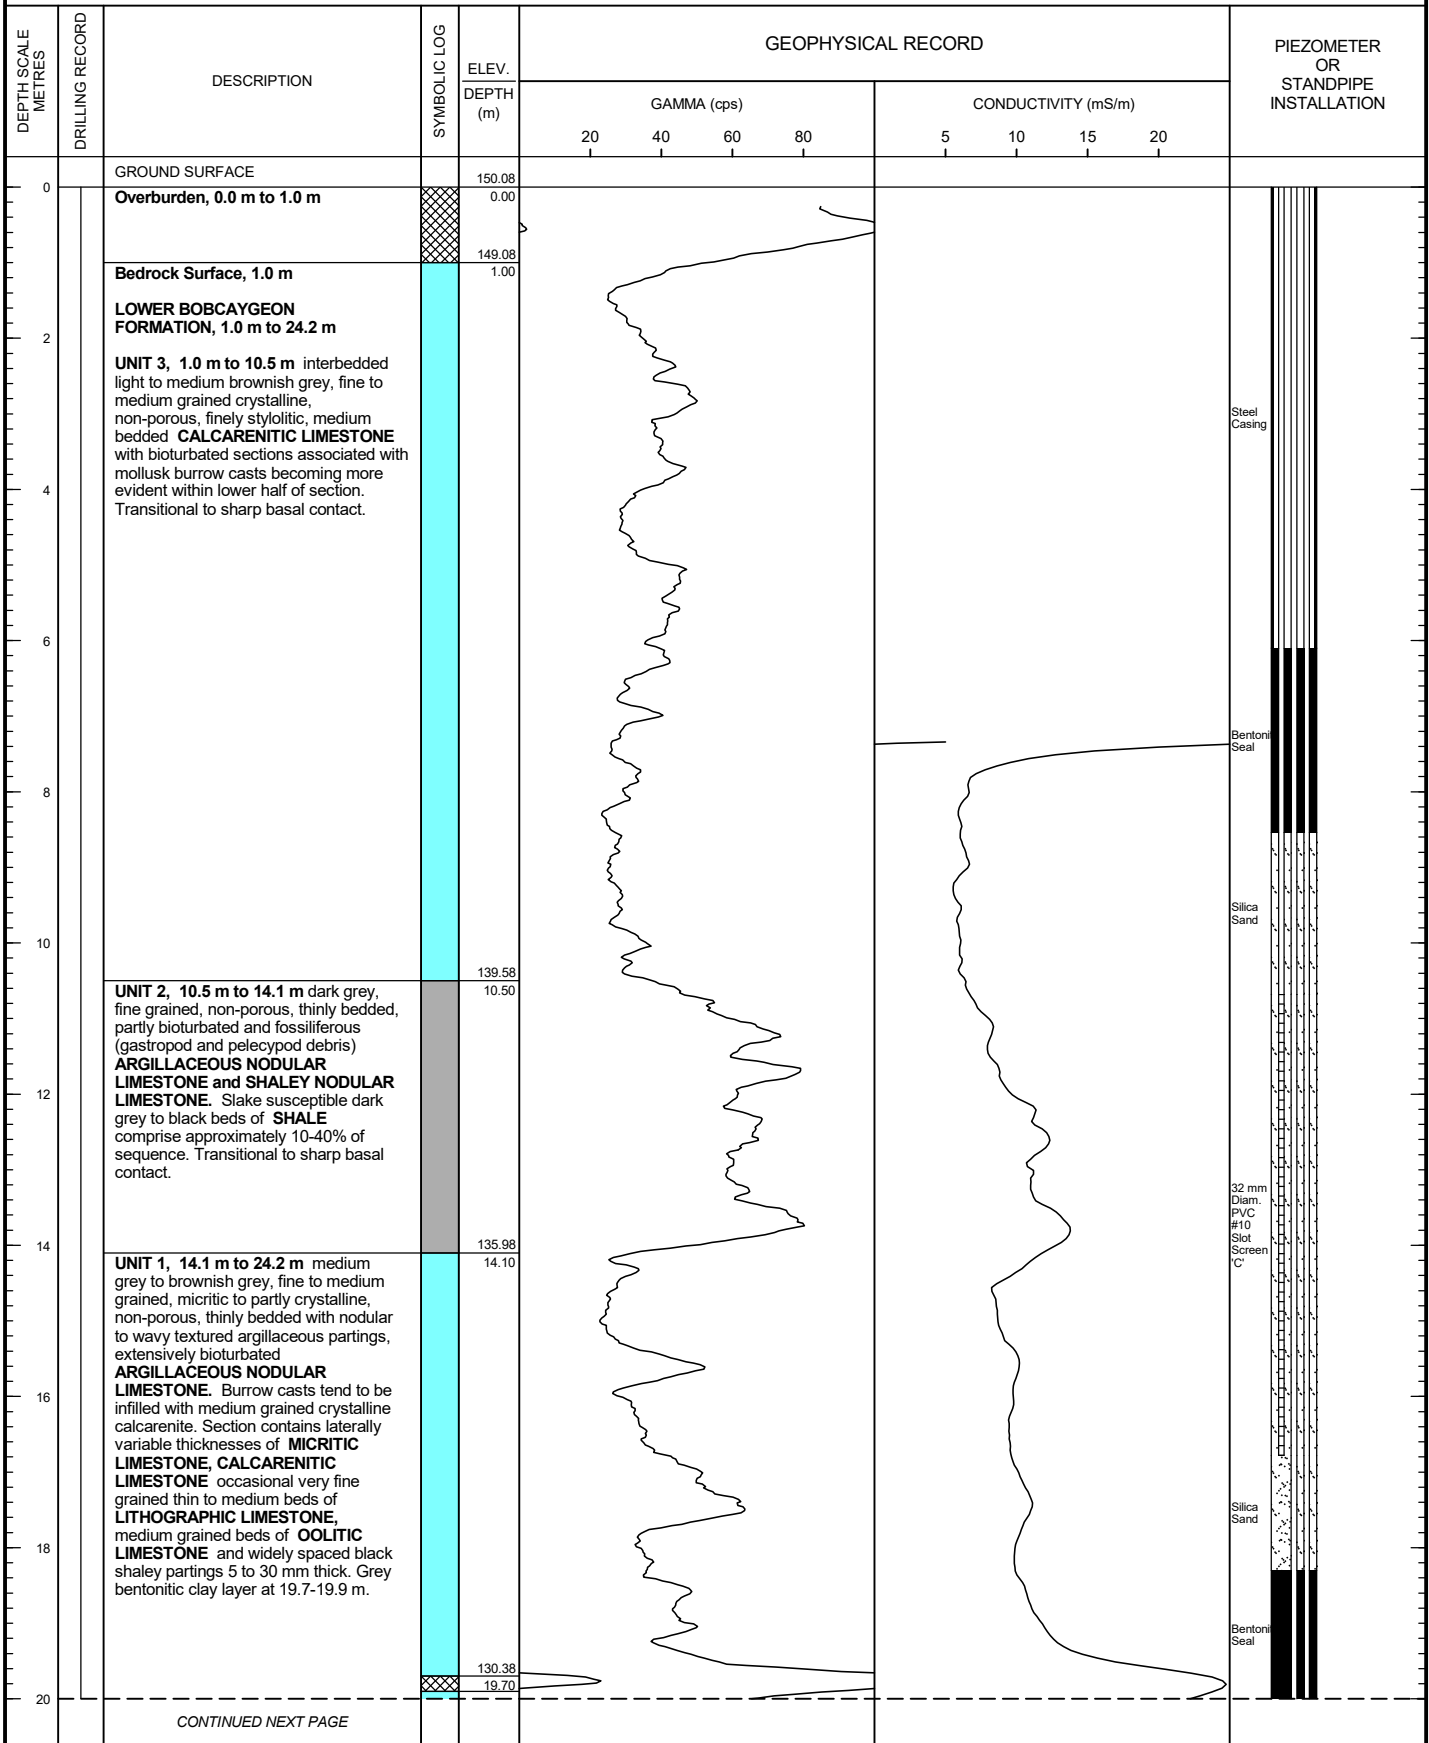 DEPTH SCALE
METRES
DRILLING RECORD
DESCRIPTION
SYMBOLIC LOG
ELEV.
DEPTH
(m)
GEOPHYSICAL RECORD
GAMMA (cps)
20 40 60 80
CONDUCTIVITY (mS/m)
5 10 15 20
PIEZOMETER
OR
STANDPIPE
INSTALLATION
GROUND SURFACE
150.08
0
Overburden, 0.0 m to 1.0 m
0.00
149.08
Bedrock Surface, 1.0 m
1.00
LOWER BOBCAYGEON
FORMATION, 1.0 m to 24.2 m
2
UNIT 3, 1.0 m to 10.5 m interbedded
light to medium brownish grey, fine to
medium grained crystalline,
non-porous, finely stylolitic, medium
bedded CALCARENITIC LIMESTONE
with bioturbated sections associated with
mollusk burrow casts becoming more
evident within lower half of section.
Transitional to sharp basal contact.
Steel
Casing
4
6
Bentoni
Seal
8
Silica
Sand
10
139.58
UNIT 2, 10.5 m to 14.1 m dark grey,
10.50
fine grained, non-porous, thinly bedded,
partly bioturbated and fossiliferous
(gastropod and pelecypod debris)
ARGILLACEOUS NODULAR
LIMESTONE and SHALEY NODULAR
LIMESTONE. Slake susceptible dark
grey to black beds of SHALE
comprise approximately 10-40% of
sequence. Transitional to sharp basal
contact.
12
32 mm
Diam.
PVC
#10
Slot
Screen
'C'
14
135.98
UNIT 1, 14.1 m to 24.2 m medium
14.10
grey to brownish grey, fine to medium
grained, micritic to partly crystalline,
non-porous, thinly bedded with nodular
to wavy textured argillaceous partings,
extensively bioturbated
ARGILLACEOUS NODULAR
LIMESTONE. Burrow casts tend to be
infilled with medium grained crystalline
calcarenite. Section contains laterally
variable thicknesses of MICRITIC
LIMESTONE, CALCARENITIC
LIMESTONE occasional very fine
grained thin to medium beds of
LITHOGRAPHIC LIMESTONE,
medium grained beds of OOLITIC
LIMESTONE and widely spaced black
shaley partings 5 to 30 mm thick. Grey
bentonitic clay layer at 19.7-19.9 m.
16
Silica
Sand
18
Bentoni
Seal
130.38
19.70
20
CONTINUED NEXT PAGE